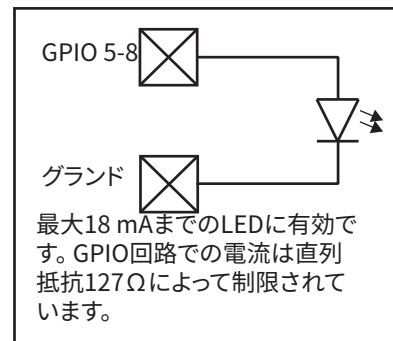 GPIO 5-8
グランド
最大18 mAまでのLEDに有効で
す。GPIO回路での電流は直列
抵抗127Ωによって制限されて
います。